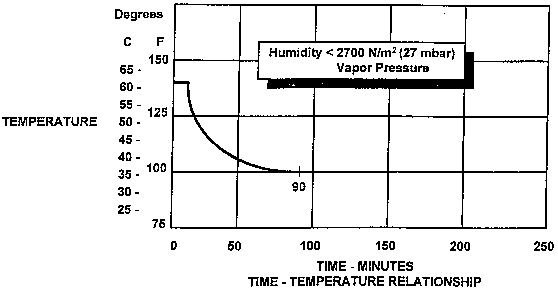 Degrees
C F
Humidity < 2700 N/m² (27 mbar)
Vapor Pressure
150
65 -
60 -
55 - 125
TEMPERATURE
50 -
45 -
40 -
35 - 100
90
30 -
25 -
75
0 50 100 150 200 250
TIME - MINUTES
TIME - TEMPERATURE RELATIONSHIP